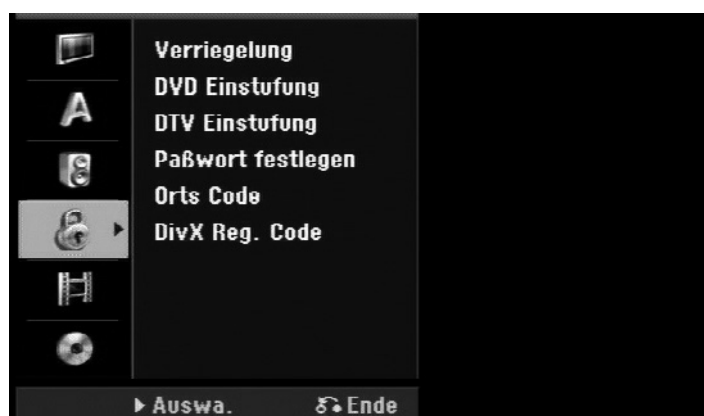 Verriegelung
DVD Einstufung
DTV Einstufung
Paßwort festlegen
Orts Code
DivX Reg. Code
Auswa. Ende